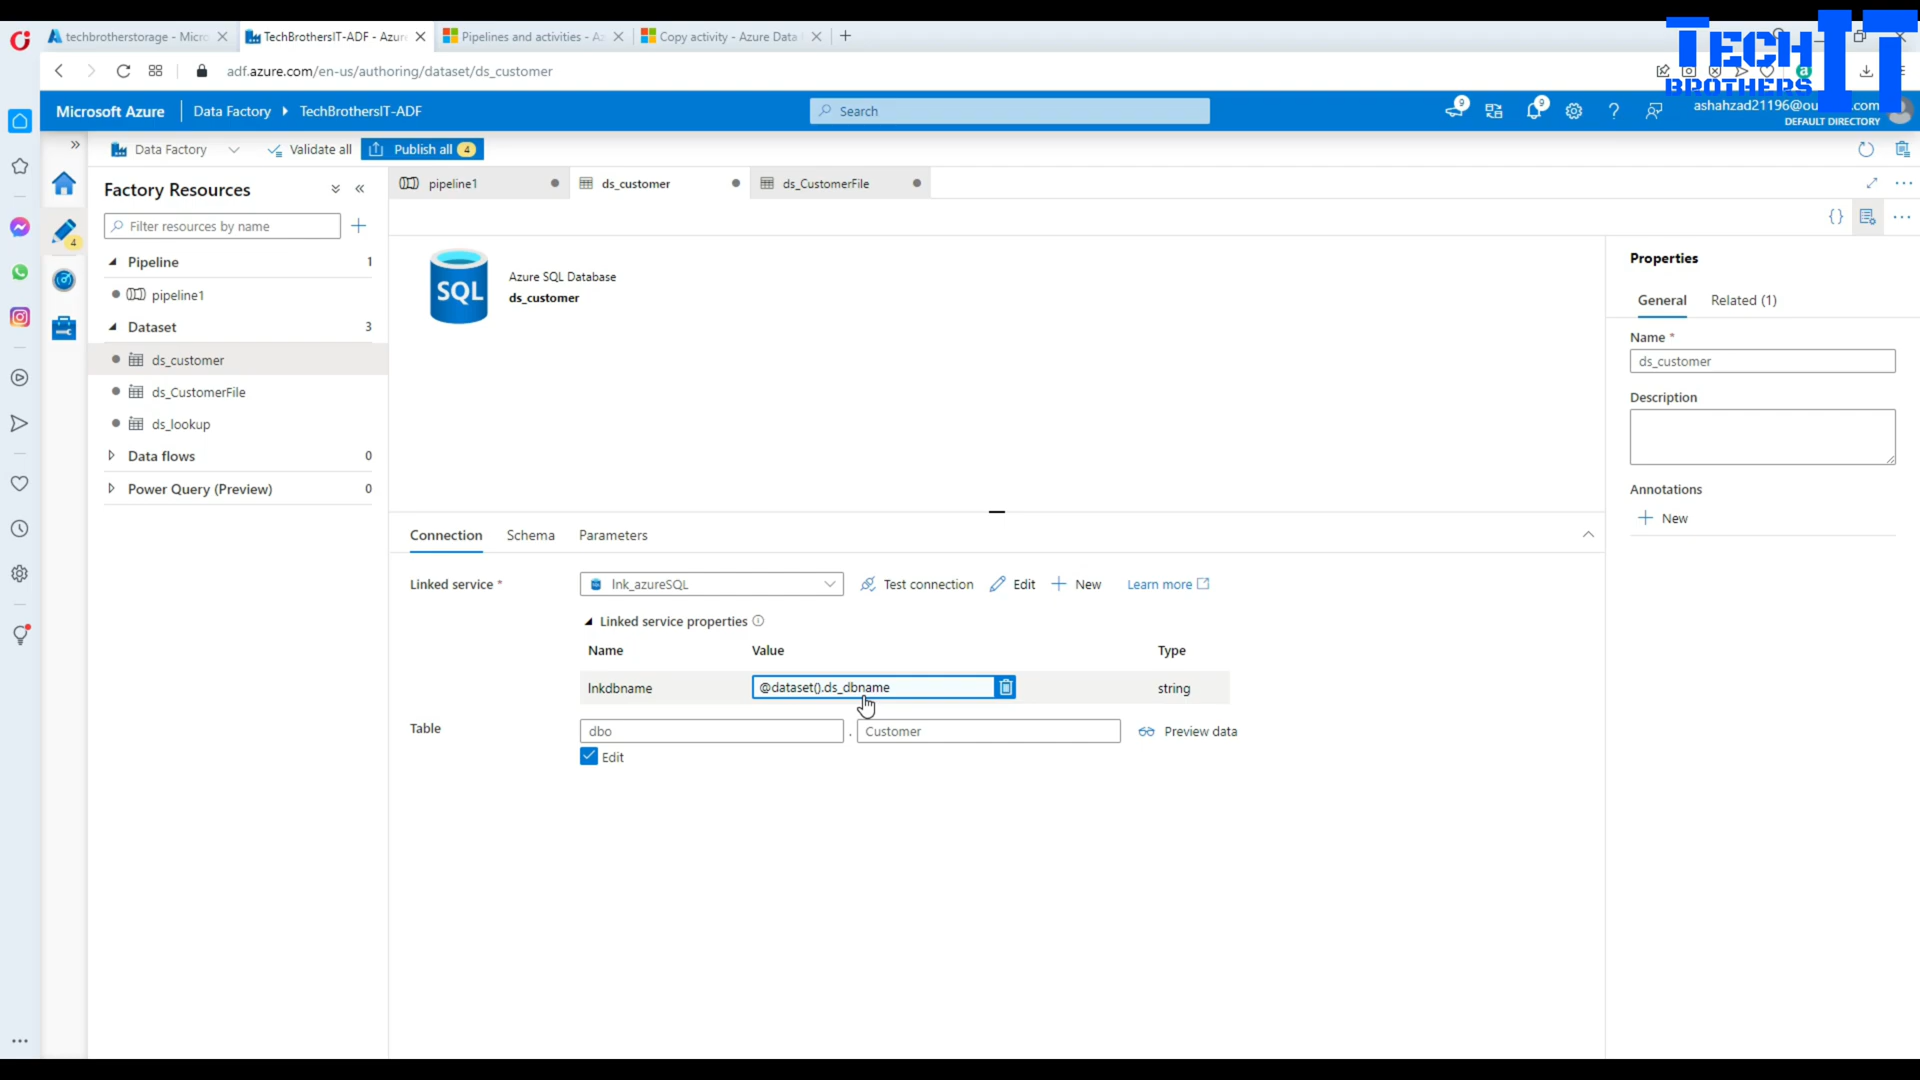 techbrotherstorage - Micro
TechBrothersIT-ADF - Azure
Pipelines and activities - Az
Copy activity - Azure Data
TECH BROTHERS IT
adf.azure.com/en-us/authoring/dataset/ds_customer
Microsoft Azure
Data Factory
TechBrothersIT-ADF
Search
9
9
ashahzad21196@ou
.com
DEFAULT DIRECTORY
Data Factory
Validate all
Publish all 4
Factory Resources
pipeline1
ds_customer
ds_CustomerFile
Filter resources by name
4
Pipeline 1
pipeline1
Dataset 3
ds_customer
ds_CustomerFile
ds_lookup
Data flows 0
Power Query (Preview) 0
SQL
Azure SQL Database
ds_customer
Properties
General Related (1)
Name *
ds_customer
Description
Annotations
New
Connection Schema Parameters
Linked service *
lnk_azureSQL
Test connection
Edit
New
Learn more
Linked service properties
Name Value Type
lnkdbname @dataset().ds_dbname string
Table dbo . Customer Preview data
Edit